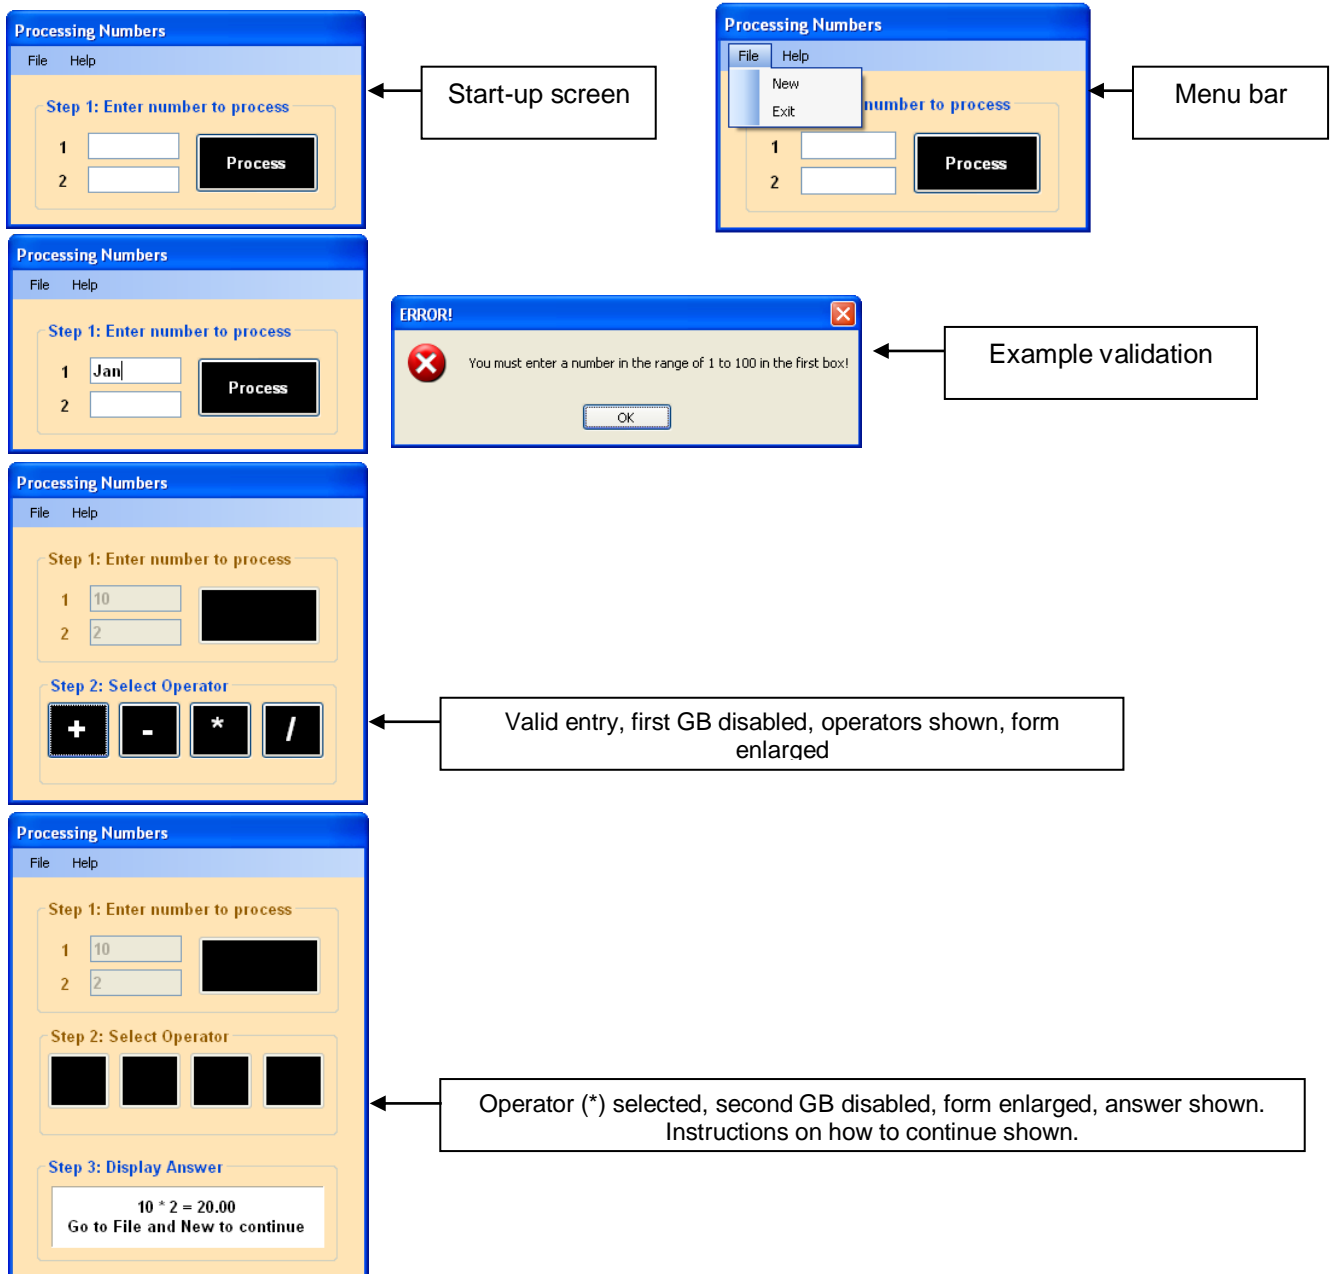 Processing Numbers
File Help
Step 1: Enter number to process
1
Process
2
Start-up screen
Processing Numbers
File Help
New
Exit
number to process
1
Process
2
Menu bar
Processing Numbers
File Help
Step 1: Enter number to process
1 Jan
Process
2
ERROR!
You must enter a number in the range of 1 to 100 in the first box!
OK
Example validation
Processing Numbers
File Help
Step 1: Enter number to process
1 10
2 2
Step 2: Select Operator
+ - * /
Valid entry, first GB disabled, operators shown, form
enlarged
Processing Numbers
File Help
Step 1: Enter number to process
1 10
2 2
Step 2: Select Operator
Operator (*) selected, second GB disabled, form enlarged, answer shown.
Instructions on how to continue shown.
Step 3: Display Answer
10 * 2 = 20.00
Go to File and New to continue